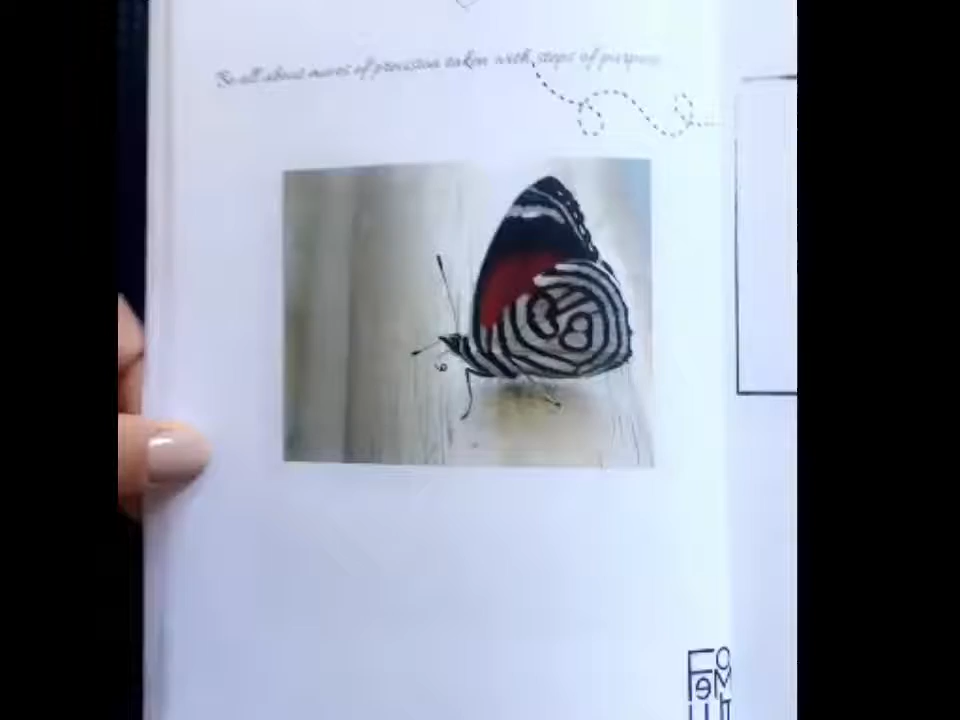 Be all about moves of precision taken with steps of purpose